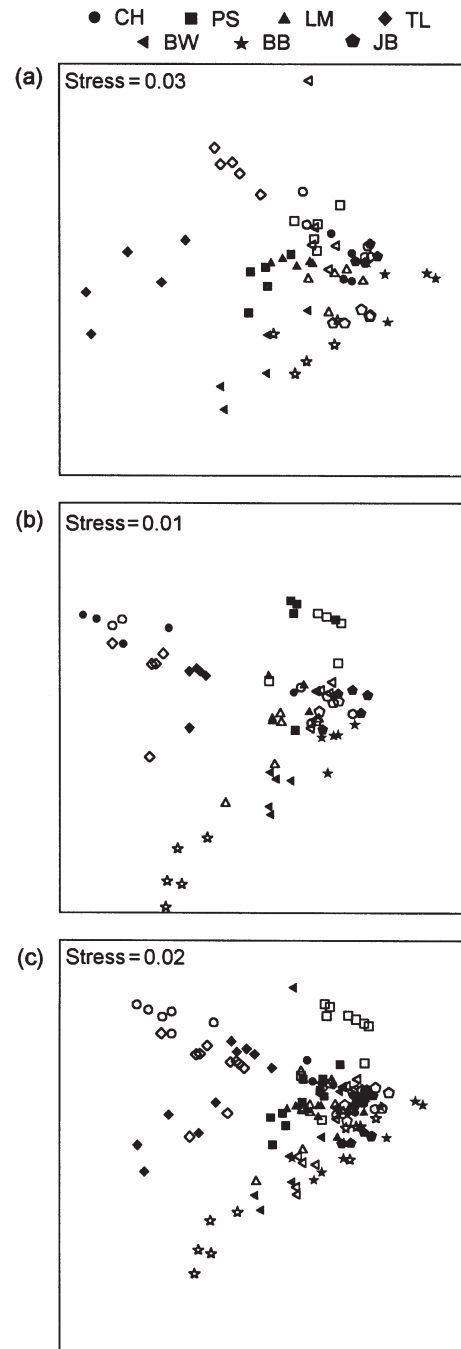 CH PS LM TL
BW BB JB
(a)
Stress=0.03
(b)
Stress=0.01
(c)
Stress=0.02